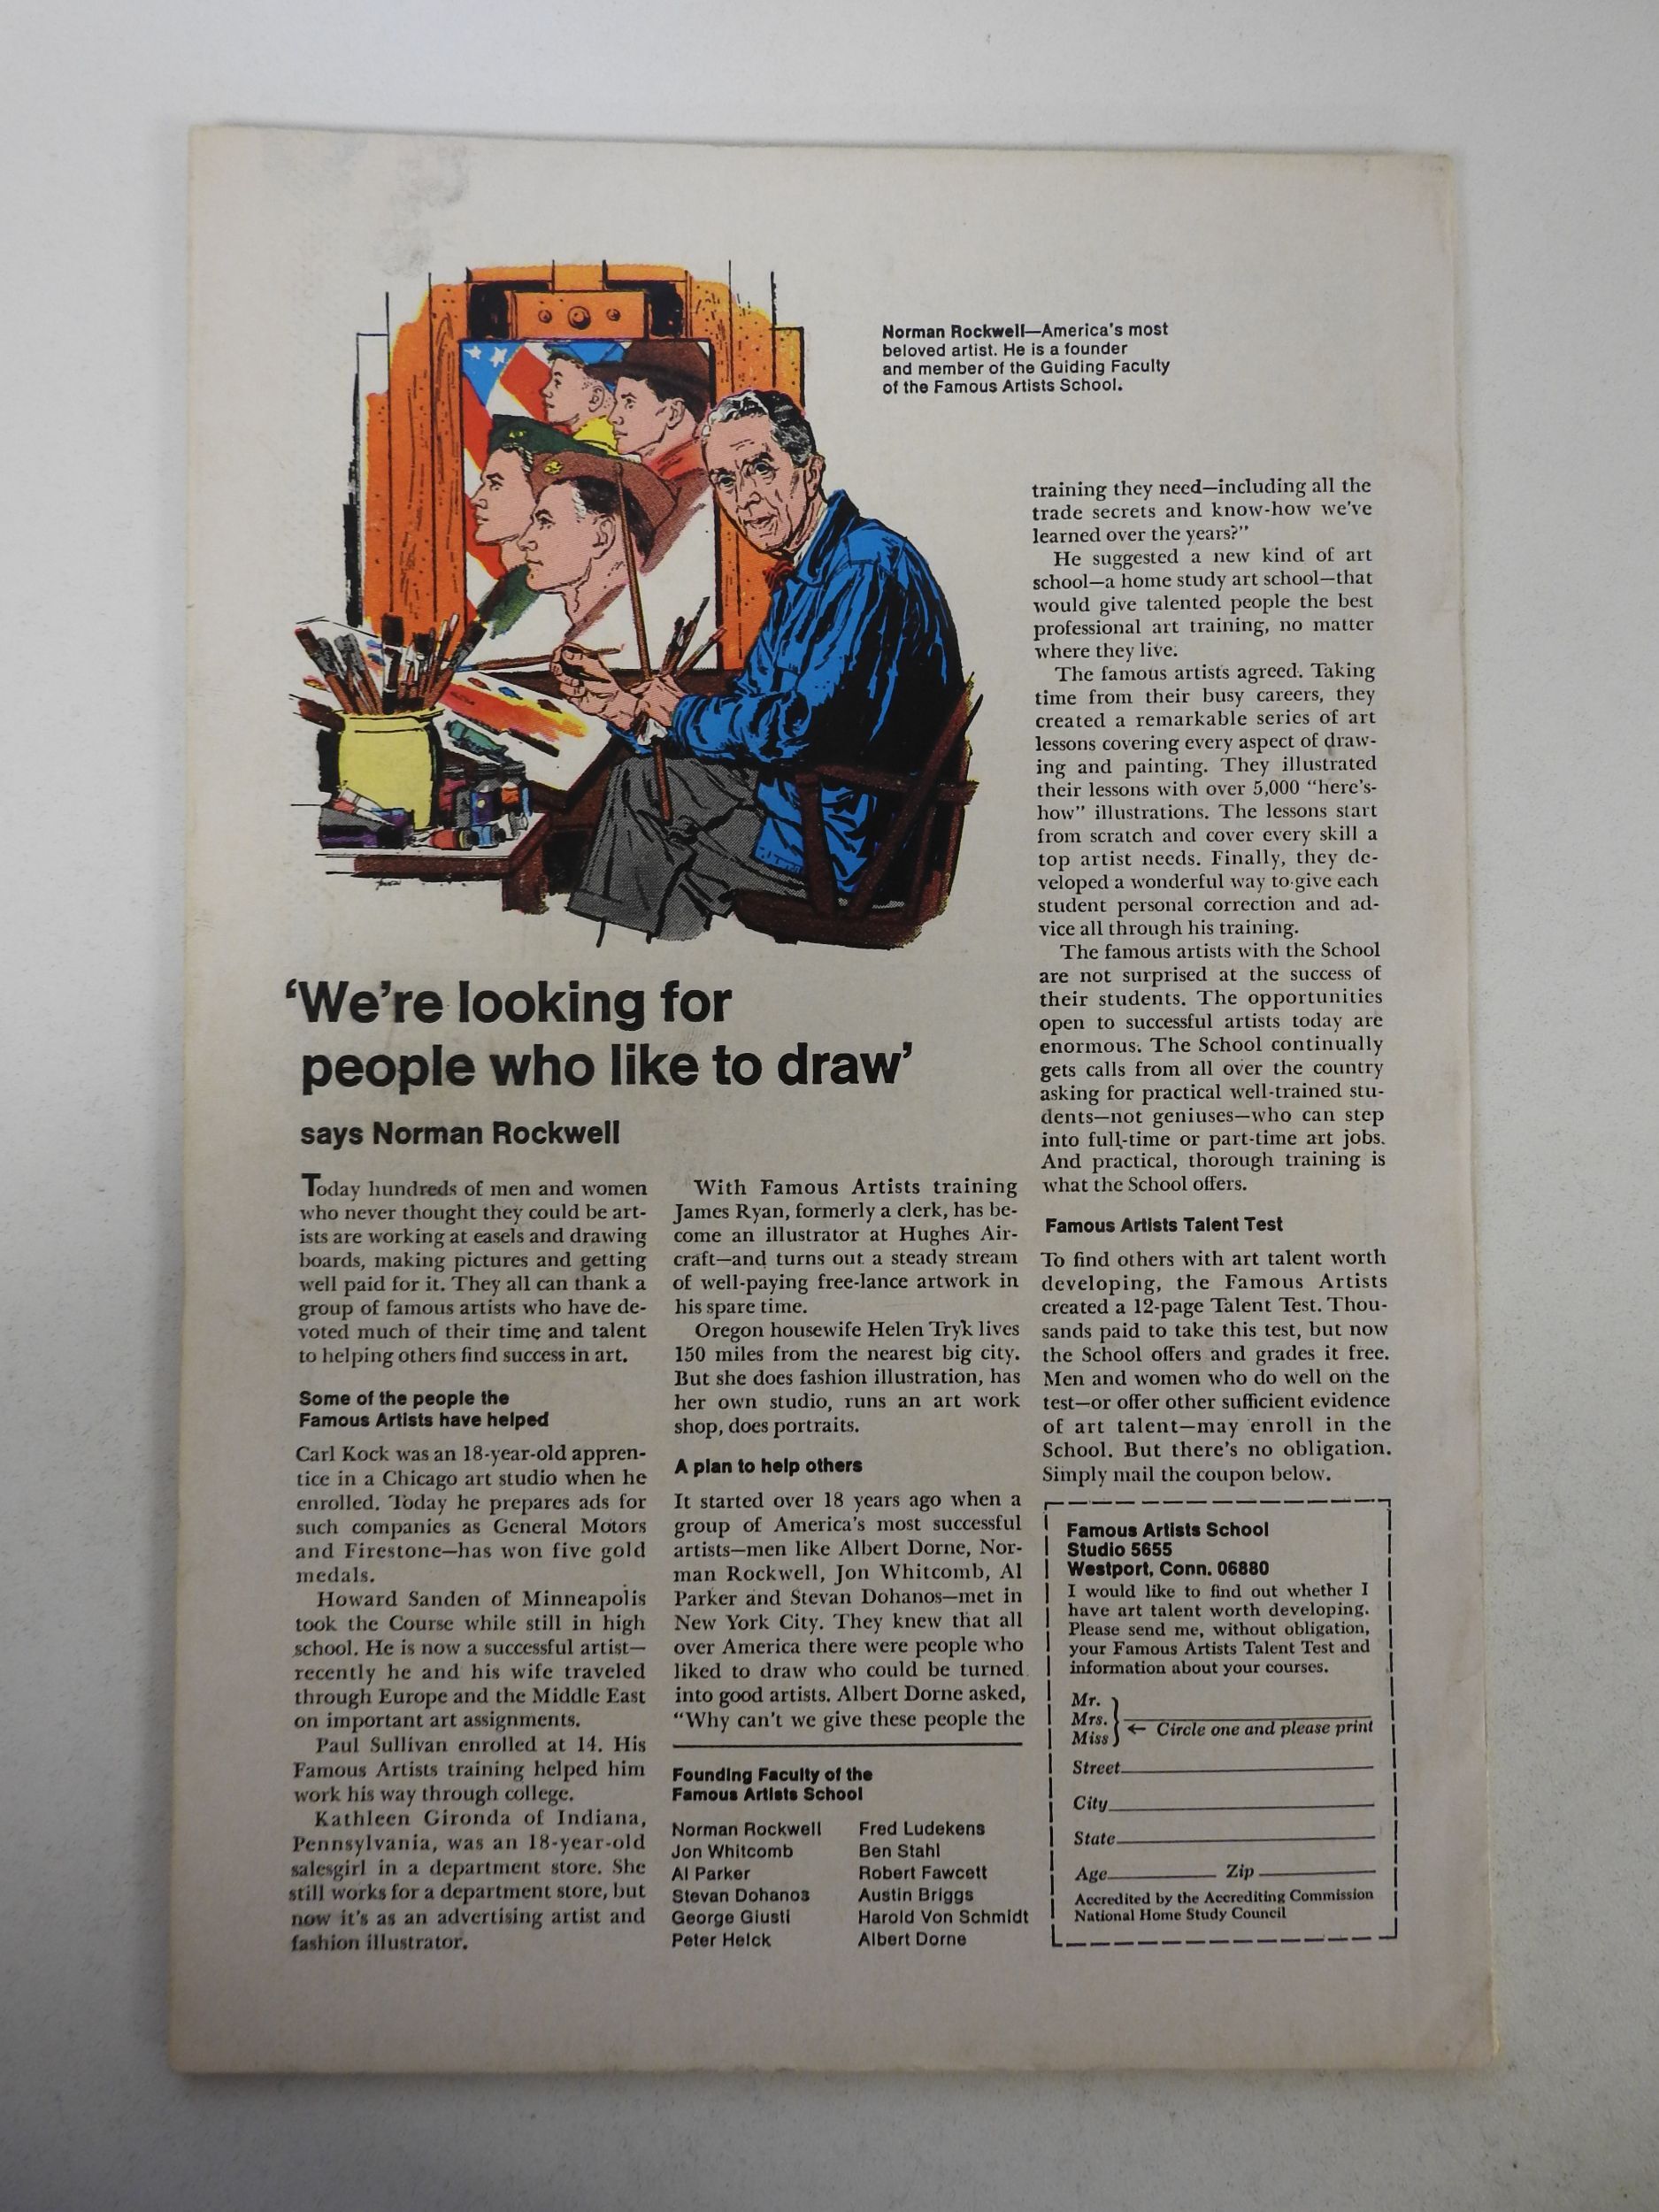 Norman Rockwell—America's most
beloved artist. He is a founder
and member of the Guiding Faculty
of the Famous Artists School.
‘We’re looking for
people who like to draw’
says Norman Rockwell
Today hundreds of men and women
who never thought they could be art-
ists are working at easels and drawing
boards, making pictures and getting
well paid for it. They all can thank a
group of famous artists who have de-
voted much of their time and talent
to helping others find success in art.
Some of the people the
Famous Artists have helped
Carl Kock was an 18-year-old appren-
tice in a Chicago art studio when he
enrolled. Today he prepares ads for
such companies as General Motors
and Firestone—has won five gold
medals.
Howard Sanden of Minneapolis
took the Course while still in high
school. He is now a successful artist—
recently he and his wife traveled
through Europe and the Middle East
on important art assignments.
Paul Sullivan enrolled at 14. His
Famous Artists training helped him
work his way through college.
Kathleen Gironda of Indiana,
Pennsylvania, was an 18-year-old
salesgirl in a department store. She
still works for a department store, but
now it's as an advertising artist and
fashion illustrator.
With Famous Artists training
James Ryan, formerly a clerk, has be-
come an illustrator at Hughes Air-
craft—and turns out a steady stream
of well-paying free-lance artwork in
his spare time.
Oregon housewife Helen Tryk lives
150 miles from the nearest big city.
But she does fashion illustration, has
her own studio, runs an art work
shop, does portraits.
A plan to help others
It started over 18 years ago when a
group of America's most successful
artists—men like Albert Dorne, Nor-
man Rockwell, Jon Whitcomb, Al
Parker and Stevan Dohanos—met in
New York City. They knew that all
over America there were people who
liked to draw who could be turned
into good artists. Albert Dorne asked,
“Why can't we give these people the
training they need—including all the
trade secrets and know-how we've
learned over the years?”
He suggested a new kind of art
school—a home study art school—that
would give talented people the best
professional art training, no matter
where they live.
The famous artists agreed. Taking
time from their busy careers, they
created a remarkable series of art
lessons covering every aspect of draw-
ing and painting. They illustrated
their lessons with over 5,000 “here's-
how” illustrations. The lessons start
from scratch and cover every skill a
top artist needs. Finally, they de-
veloped a wonderful way to give each
student personal correction and ad-
vice all through his training.
The famous artists with the School
are not surprised at the success of
their students. The opportunities
open to successful artists today are
enormous. The School continually
gets calls from all over the country
asking for practical well-trained stu-
dents—not geniuses—who can step
into full-time or part-time art jobs.
And practical, thorough training is
what the School offers.
Famous Artists Talent Test
To find others with art talent worth
developing, the Famous Artists
created a 12-page Talent Test. Thou-
sands paid to take this test, but now
the School offers and grades it free.
Men and women who do well on the
test—or offer other sufficient evidence
of art talent—may enroll in the
School. But there's no obligation.
Simply mail the coupon below.
Founding Faculty of the
Famous Artists School
Norman Rockwell
Jon Whitcomb
Al Parker
Stevan Dohanos
George Giusti
Peter Helck
Fred Ludekens
Ben Stahl
Robert Fawcett
Austin Briggs
Harold Von Schmidt
Albert Dorne
Famous Artists School
Studio 5655
Westport, Conn. 06880
I would like to find out whether I
have art talent worth developing.
Please send me, without obligation,
your Famous Artists Talent Test and
information about your courses.
Mr.
Mrs.
Miss
← Circle one and please print
Street
City
State
Age Zip
Accredited by the Accrediting Commission
National Home Study Council